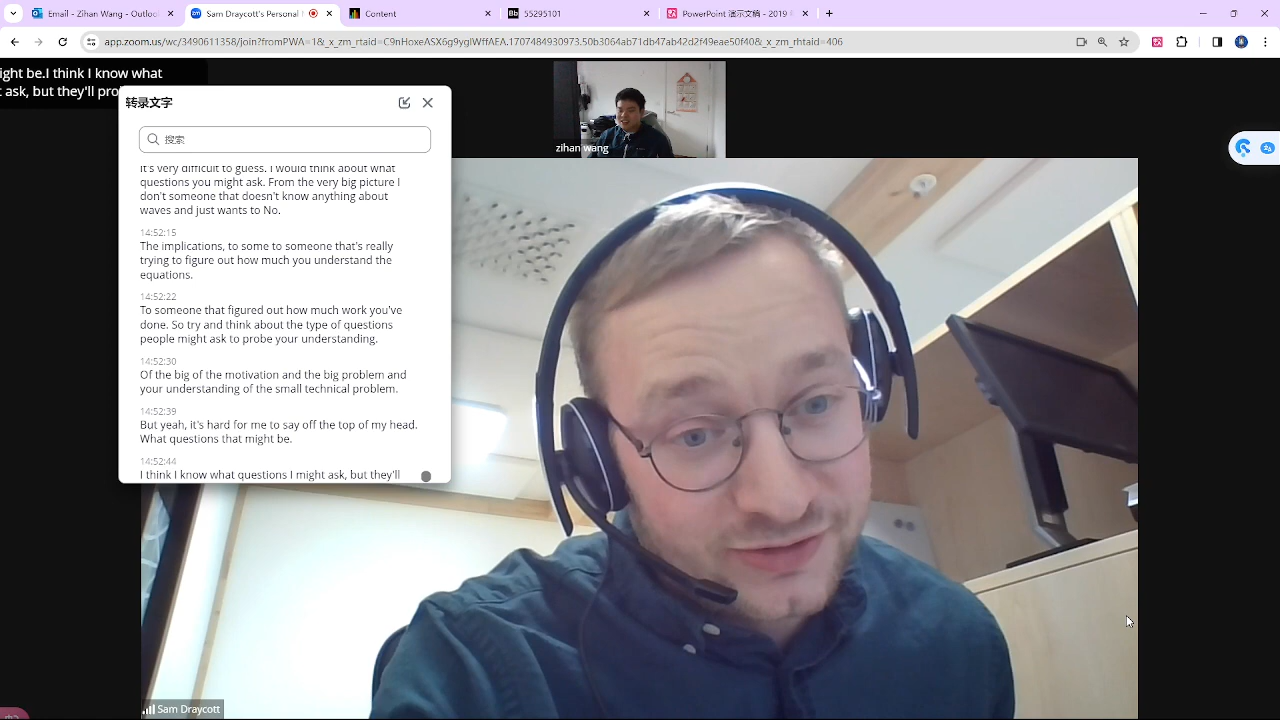 Email - Zihan Wang - Outlo
Sam Draycott's Personal
Content
Bb 55295101
PowerPoint 演示文稿 - 2019
app.zoom.us/wc/3490611358/join?fromPWA=1&_x_zm_rtaid=C9nHoxeASX6g9yglWffAEA.1707484930973.50b3064ab71db47ab42d2f49eae50f40&_x_zm_rhtaid=406
ight be.I think I know what
t ask, but they'll pro
转录文字
搜索
It's very difficult to guess. I would think about what
questions you might ask. From the very big picture I
don't someone that doesn't know anything about
waves and just wants to No.
14:52:15
The implications, to some to someone that's really
trying to figure out how much you understand the
equations.
14:52:22
To someone that figured out how much work you've
done. So try and think about the type of questions
people might ask to probe your understanding.
14:52:30
Of the big of the motivation and the big problem and
your understanding of the small technical problem.
14:52:39
But yeah, it's hard for me to say off the top of my head.
What questions that might be.
14:52:44
I think I know what questions I might ask, but they'll
zihan wang
Sam Draycott